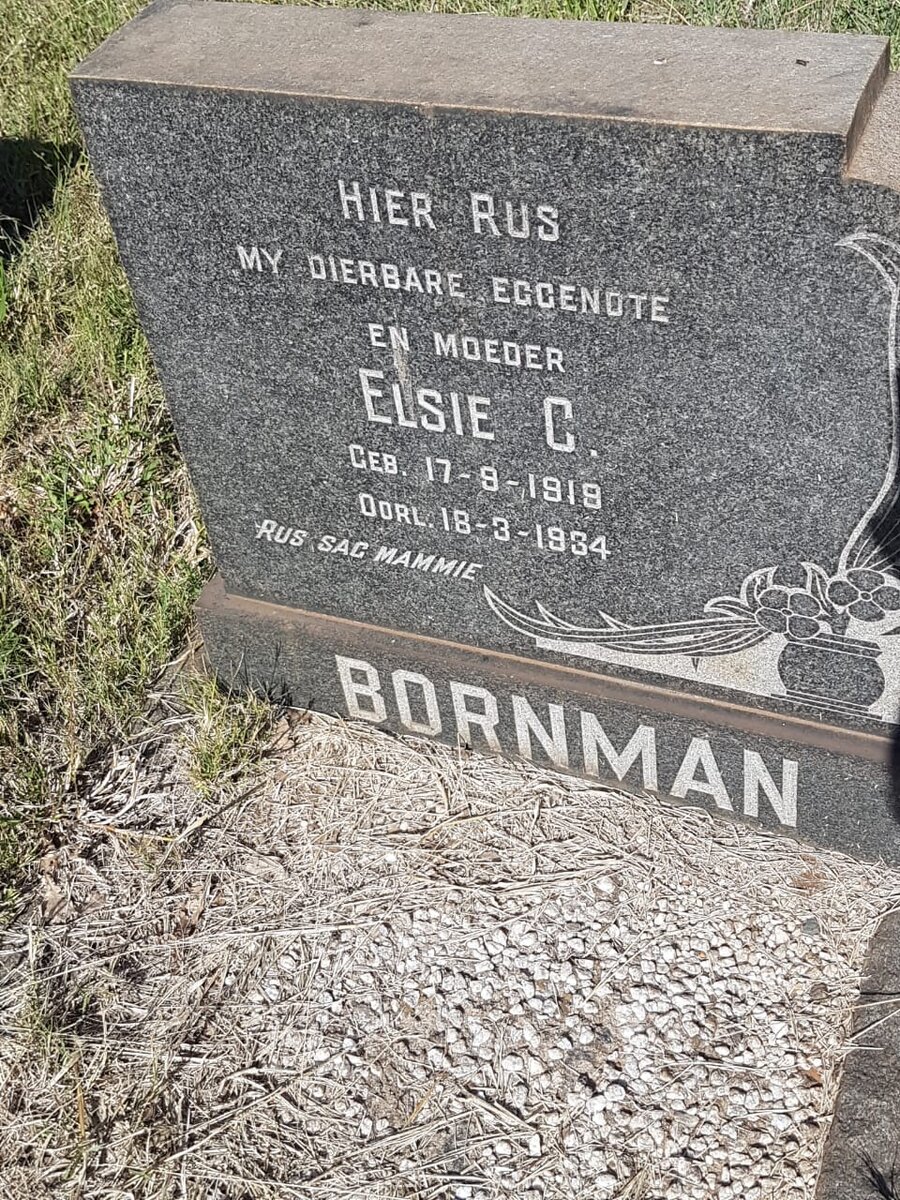 HIER RUS
MY DIERBARE EGGENOTE
EN MOEDER
ELSIE C.
GEB. 17-9-1919
OORL. 18-3-1934
RUS SAG MAMMIE
BORNMAN